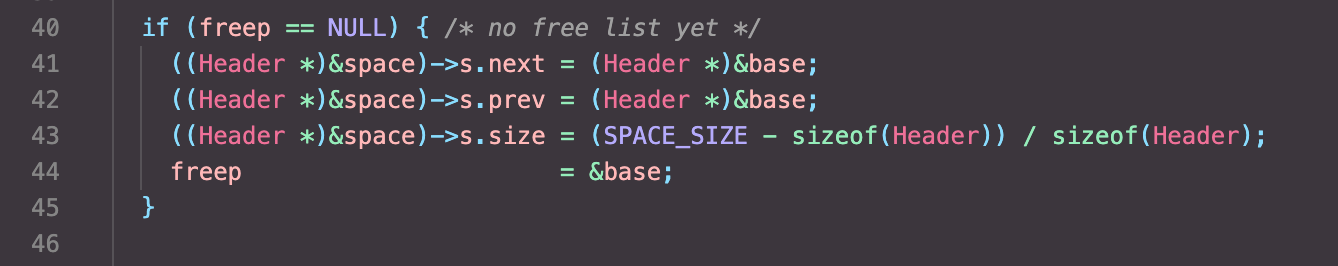 40 if (freep == NULL) { /* no free list yet */
41 ((Header *)&space)->s.next = (Header *)&base;
42 ((Header *)&space)->s.prev = (Header *)&base;
43 ((Header *)&space)->s.size = (SPACE_SIZE - sizeof(Header)) / sizeof(Header);
44 freep = &base;
45 }
46